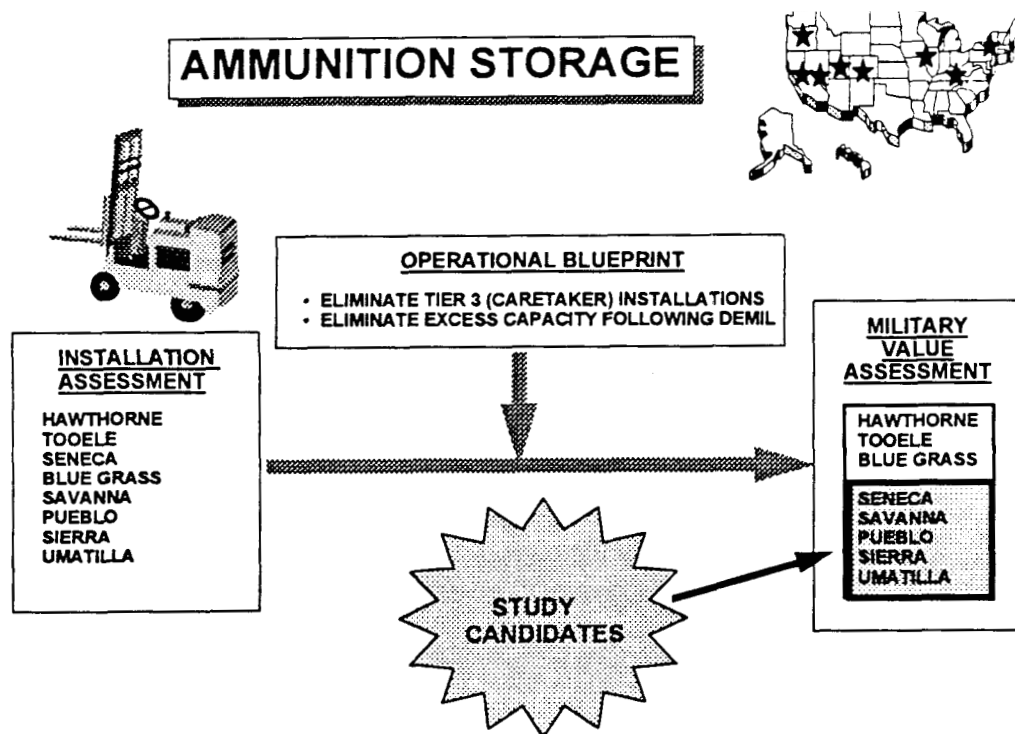 AMMUNITION STORAGE
OPERATIONAL BLUEPRINT
• ELIMINATE TIER 3 (CARETAKER) INSTALLATIONS
• ELIMINATE EXCESS CAPACITY FOLLOWING DEMIL
INSTALLATION
ASSESSMENT
HAWTHORNE
TOOELE
SENECA
BLUE GRASS
SAVANNA
PUEBLO
SIERRA
UMATILLA
MILITARY
VALUE
ASSESSMENT
HAWTHORNE
TOOELE
BLUE GRASS
SENECA
SAVANNA
PUEBLO
SIERRA
UMATILLA
STUDY
CANDIDATES